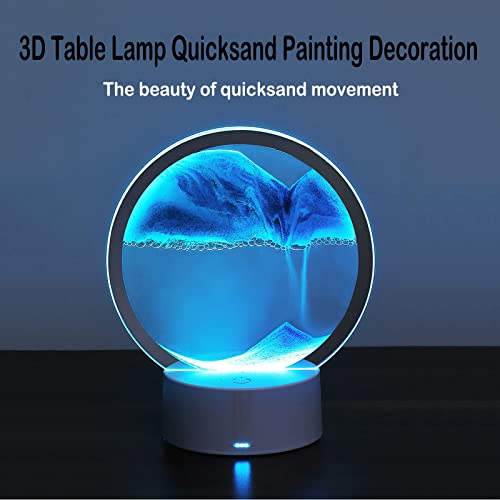 3D Table Lamp Quicksand Painting Decoration
The beauty of quicksand movement